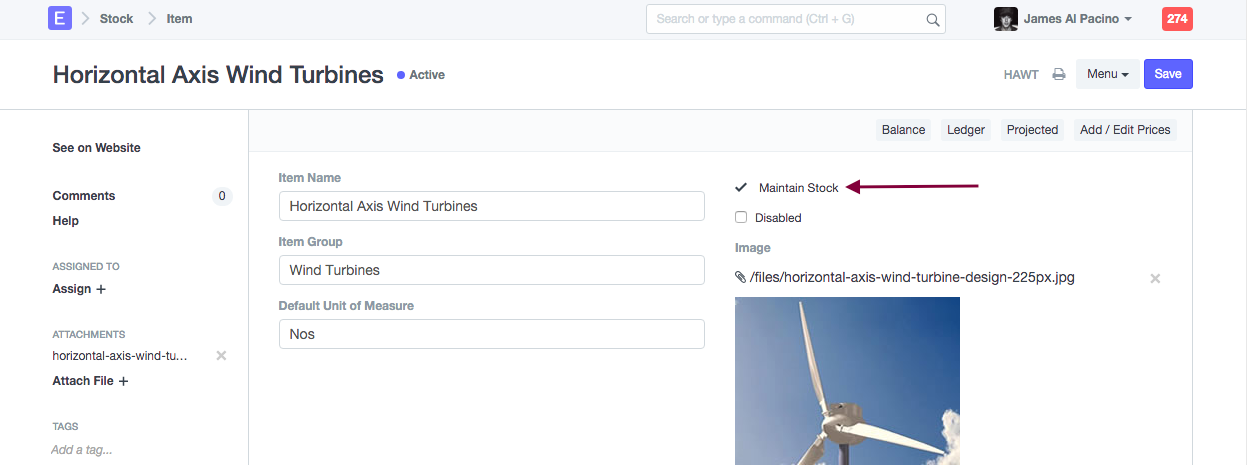 E Stock Item Search or type a command (Ctrl + G) James Al Pacino 274
Horizontal Axis Wind Turbines Active HAWT Menu Save
Balance Ledger Projected Add / Edit Prices
See on Website
Comments 0
Help
ASSIGNED TO
Assign +
ATTACHMENTS
horizontal-axis-wind-tu...
Attach File +
TAGS
Add a tag...
Item Name
Horizontal Axis Wind Turbines
Item Group
Wind Turbines
Default Unit of Measure
Nos
Maintain Stock
Disabled
Image
/files/horizontal-axis-wind-turbine-design-225px.jpg